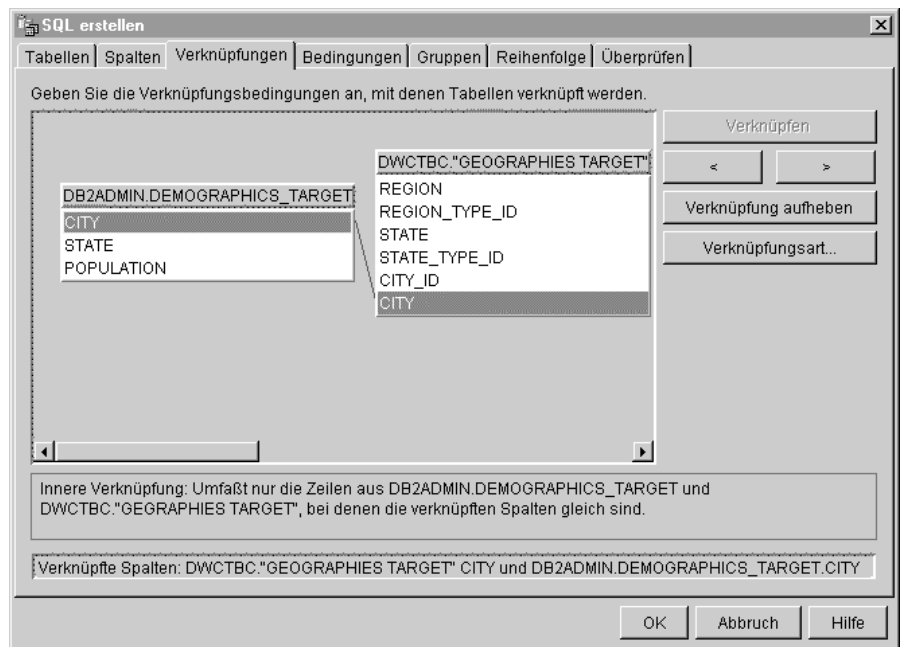 SQL erstellen
Tabellen Spalten Verknüpfungen Bedingungen Gruppen Reihenfolge Überprüfen
Geben Sie die Verknüpfungsbedingungen an, mit denen Tabellen verknüpft werden.
DB2ADMIN.DEMOGRAPHICS_TARGET
CITY
STATE
POPULATION
DWCTBC."GEOGRAPHIES TARGET"
REGION
REGION_TYPE_ID
STATE
STATE_TYPE_ID
CITY_ID
CITY
Verknüpfen
< >
Verknüpfung aufheben
Verknüpfungsart...
Innere Verknüpfung: Umfaßt nur die Zeilen aus DB2ADMIN.DEMOGRAPHICS_TARGET und
DWCTBC."GEGRAPHIES TARGET", bei denen die verknüpften Spalten gleich sind.
Verknüpfte Spalten: DWCTBC."GEOGRAPHIES TARGET" CITY und DB2ADMIN.DEMOGRAPHICS_TARGET.CITY
OK Abbruch Hilfe